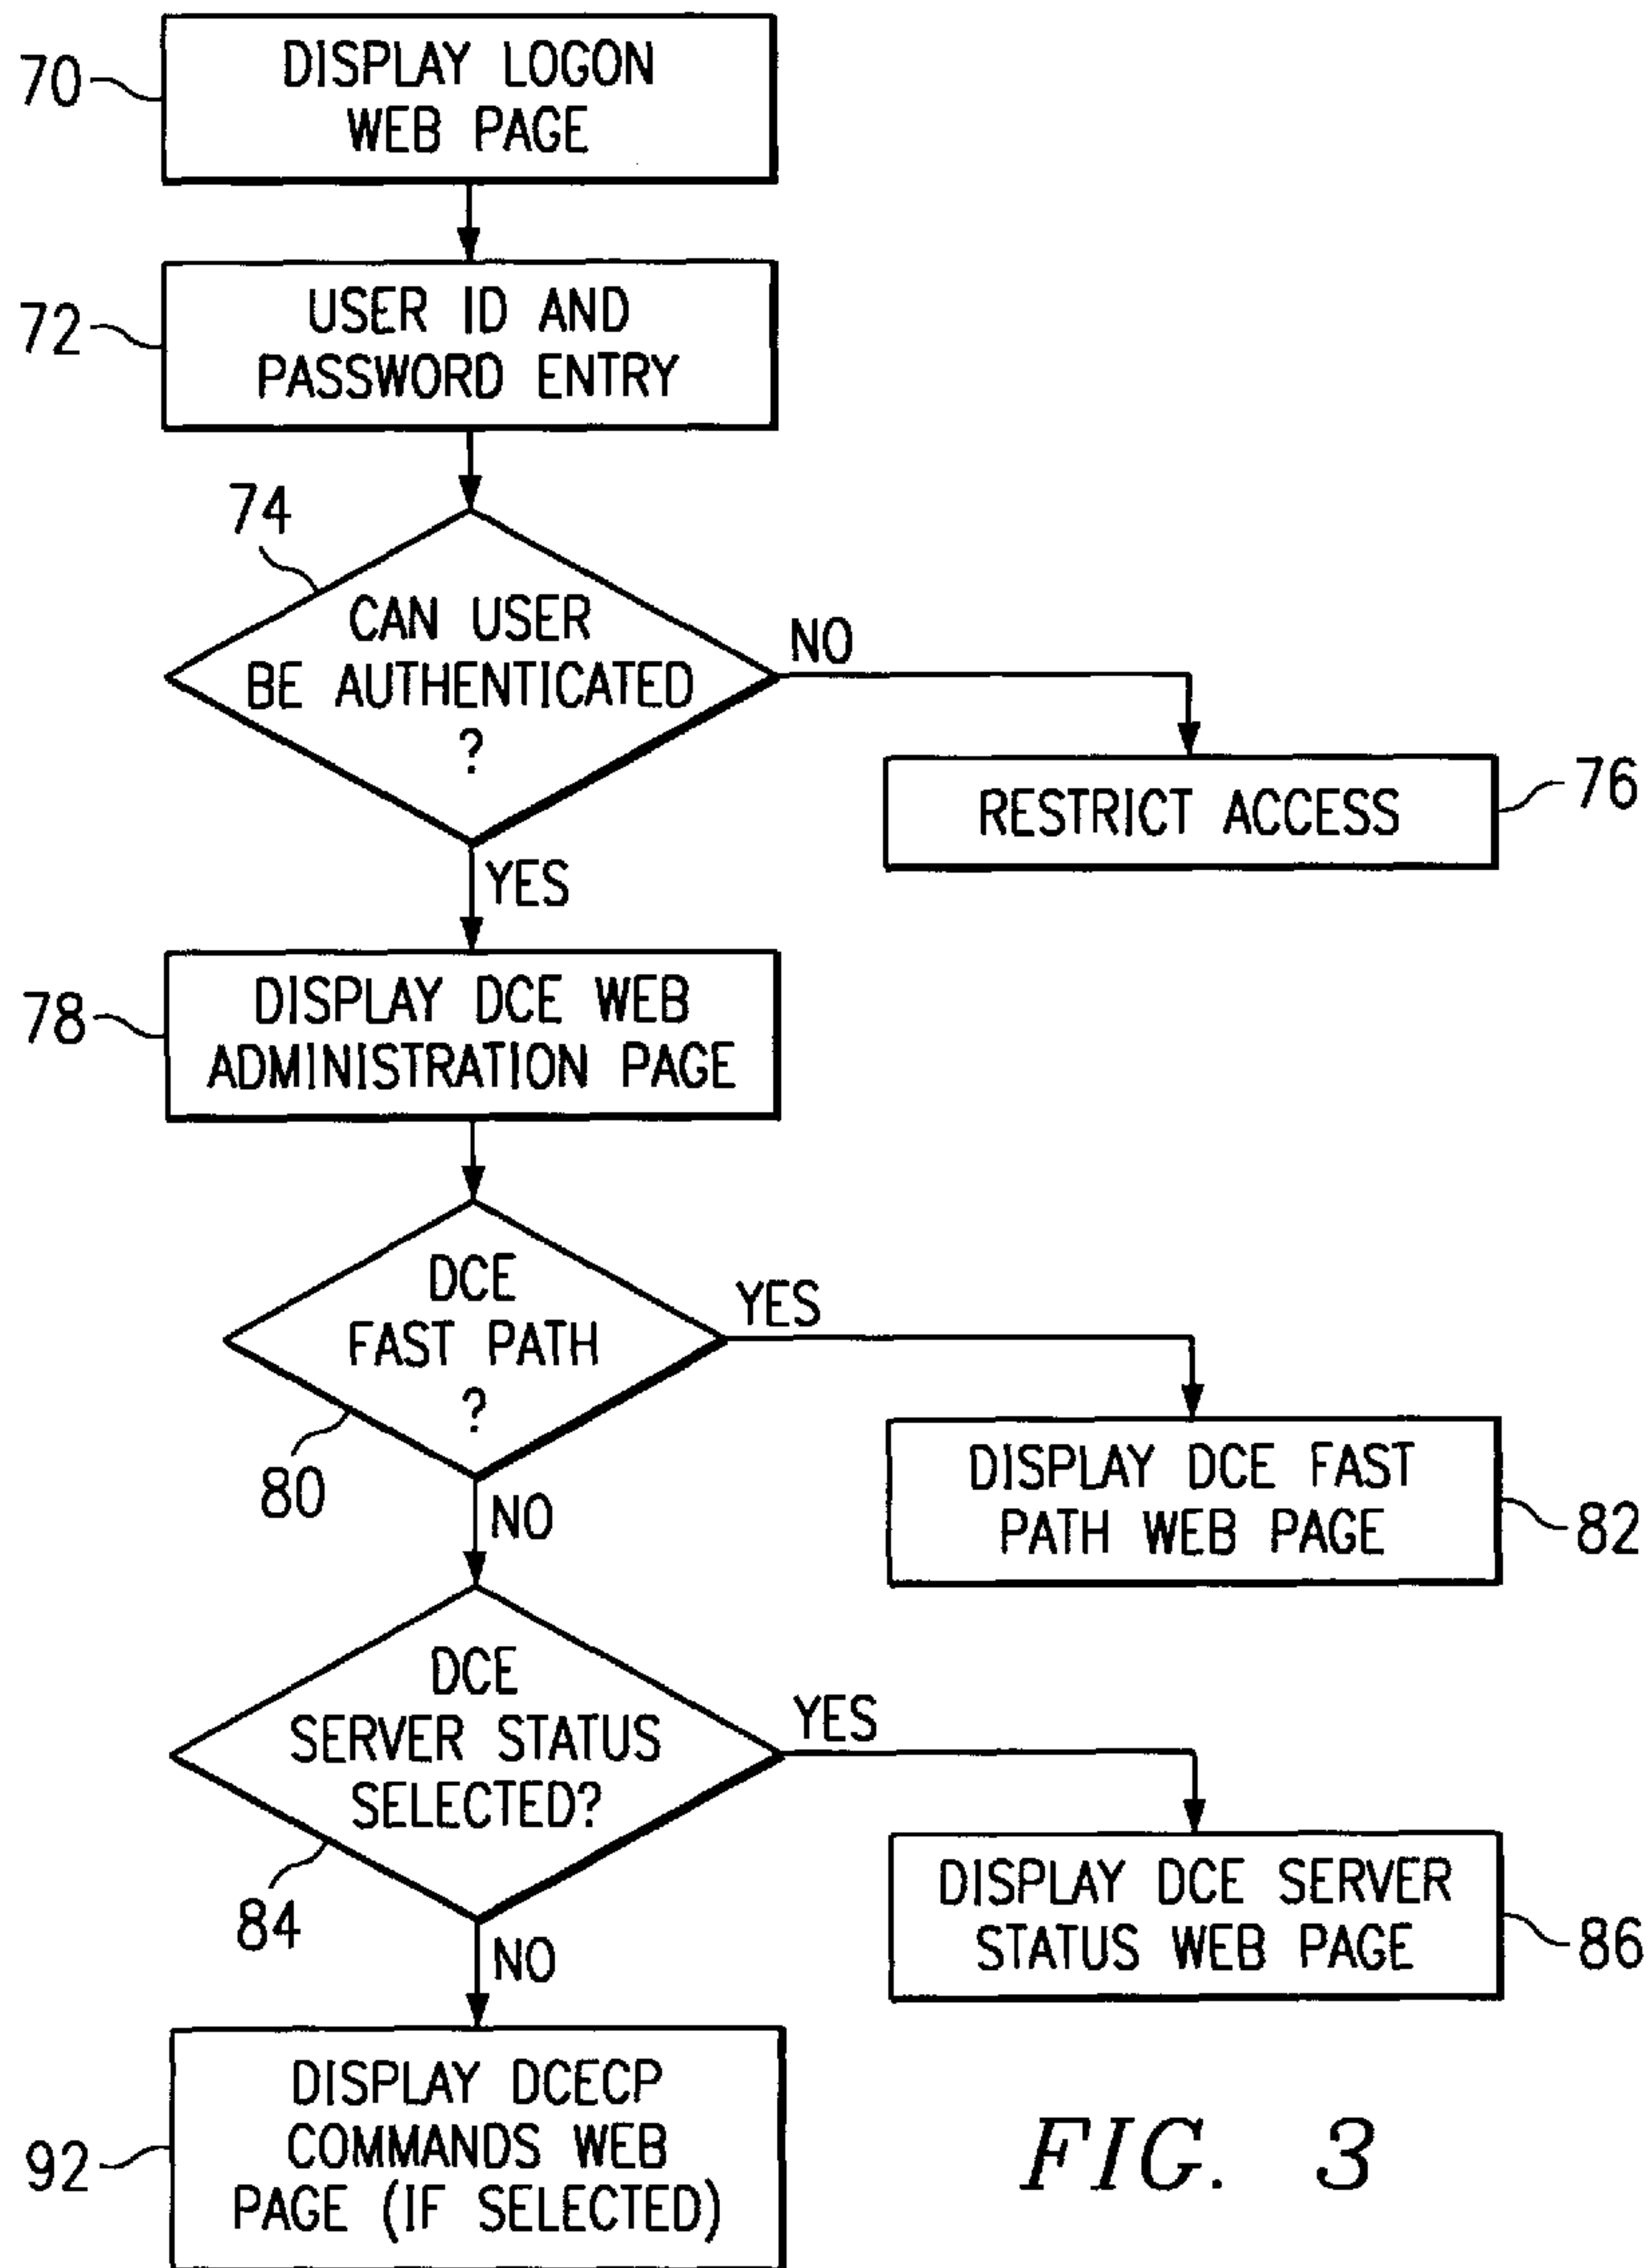 70
DISPLAY LOGON
WEB PAGE
72
USER ID AND
PASSWORD ENTRY
74
CAN USER
BE AUTHENTICATED
?
NO
RESTRICT ACCESS
76
YES
78
DISPLAY DCE WEB
ADMINISTRATION PAGE
DCE
FAST PATH
?
YES
80
NO
DISPLAY DCE FAST
PATH WEB PAGE
82
DCE
SERVER STATUS
SELECTED?
YES
84
NO
DISPLAY DCE SERVER
STATUS WEB PAGE
86
92
DISPLAY DCECP
COMMANDS WEB
PAGE (IF SELECTED)
FIG. 3